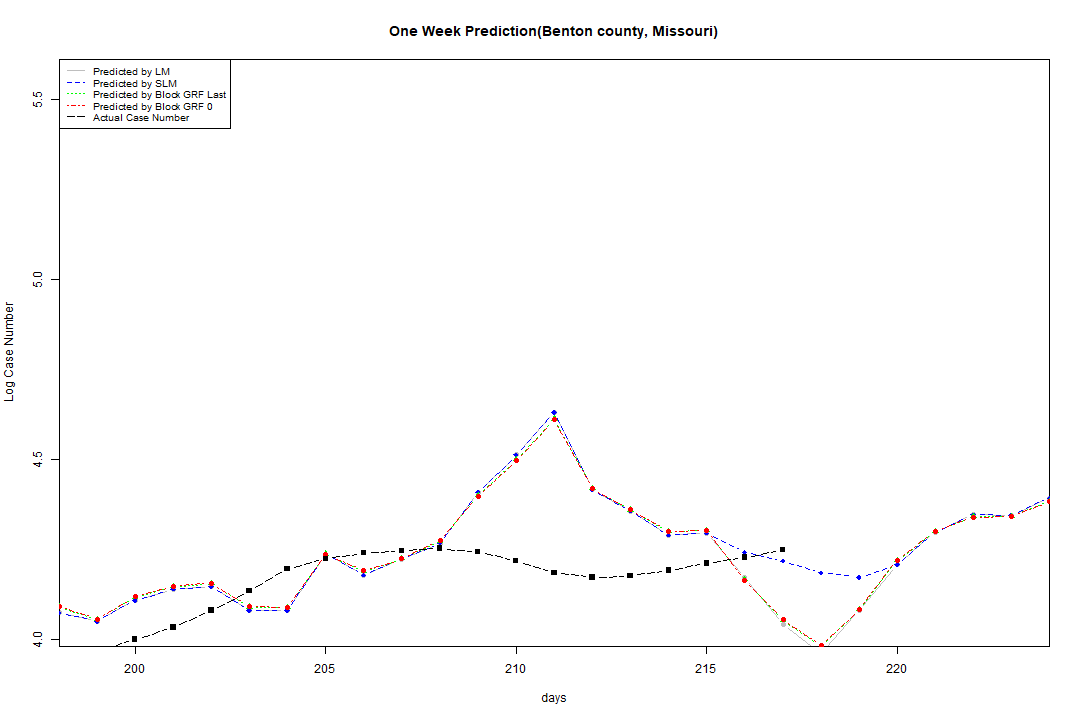 One Week Prediction(Benton county, Missouri)
Predicted by LM
Predicted by SLM
Predicted by Block GRF Last
Predicted by Block GRF 0
Actual Case Number
5.5
5.0
4.5
4.0
Log Case Number
200 205 210 215 220
days